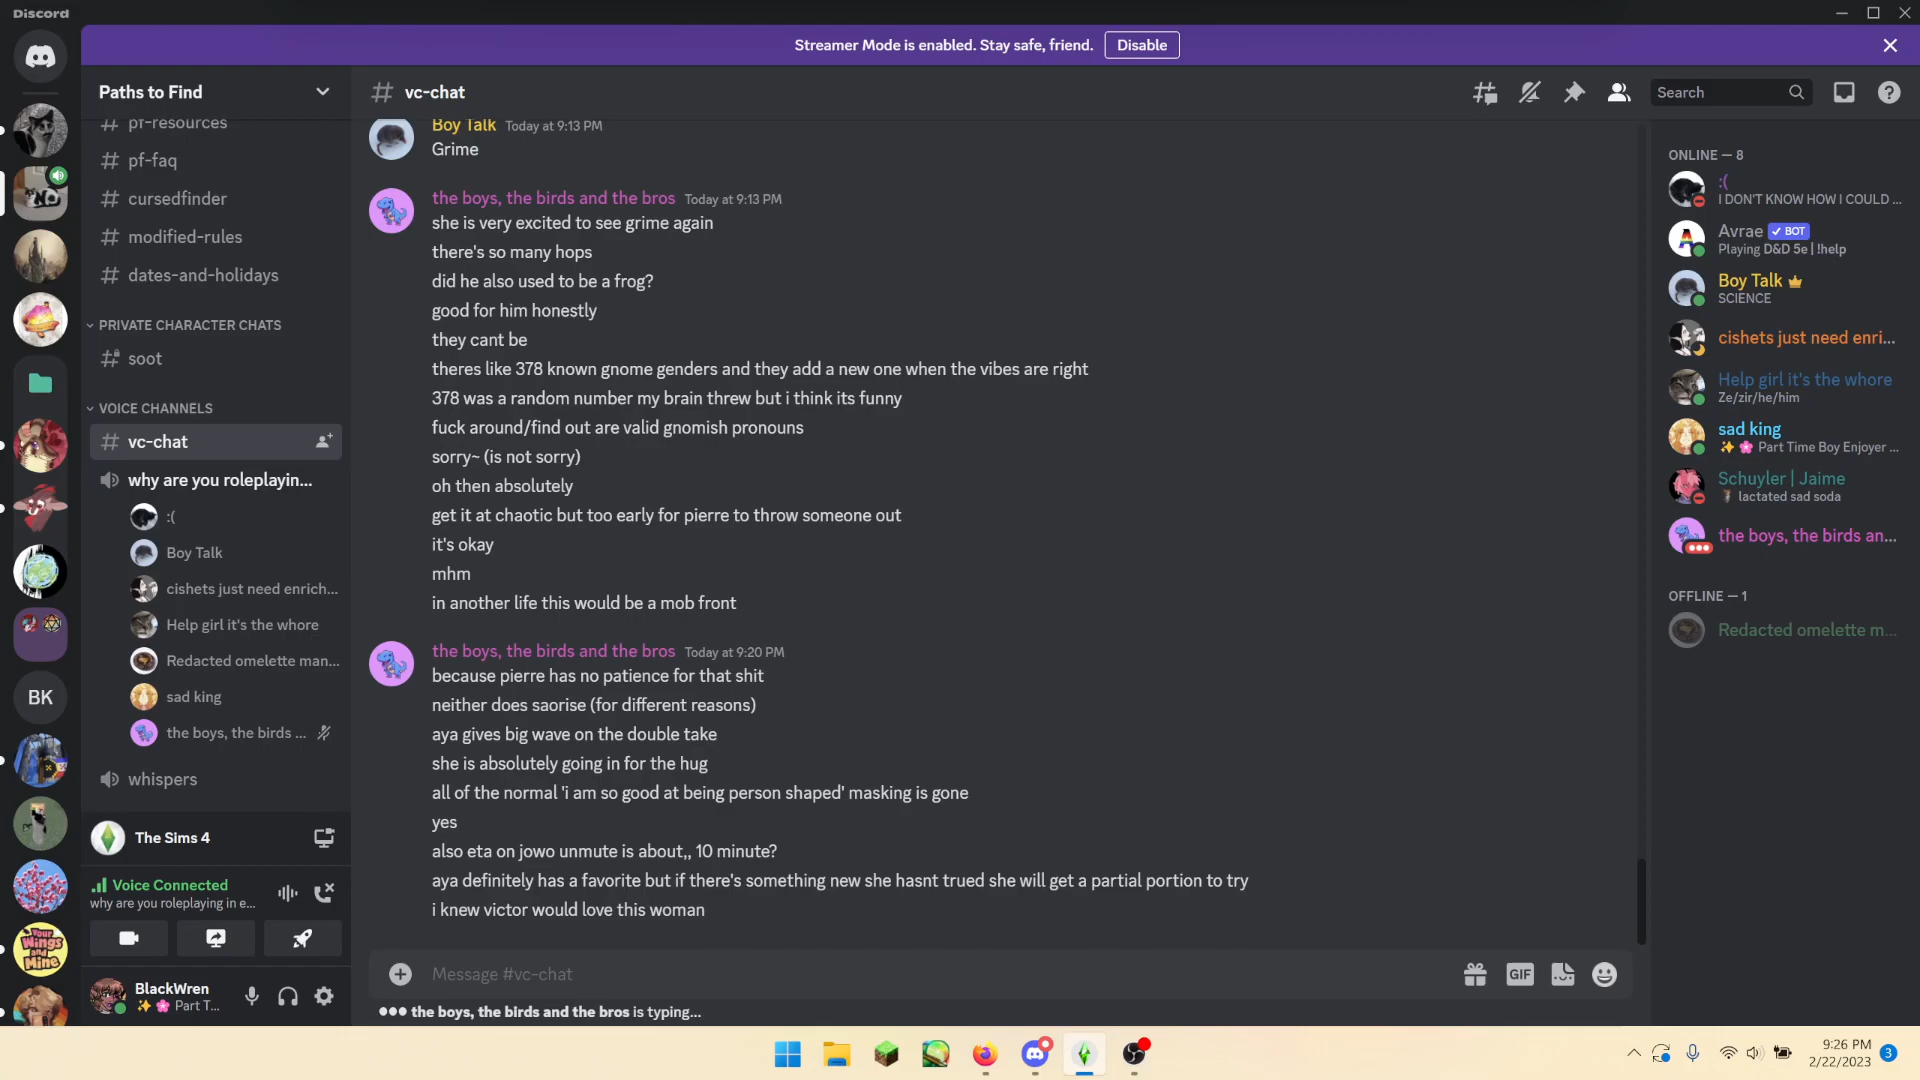 Discord
Streamer Mode is enabled. Stay safe, friend.
Disable
Paths to Find
vc-chat
Search
pf-resources
pf-faq
cursedfinder
modified-rules
dates-and-holidays
PRIVATE CHARACTER CHATS
soot
VOICE CHANNELS
vc-chat
why are you roleplayin...
:(
Boy Talk
cishets just need enrich...
Help girl it's the whore
Redacted omelette man...
sad king
the boys, the birds ...
whispers
BK
Your Wings and Mine
The Sims 4
Voice Connected
why are you roleplaying in e...
BlackWren
✨ 🌸 Part T...
Boy Talk Today at 9:13 PM
Grime
the boys, the birds and the bros Today at 9:13 PM
she is very excited to see grime again
there's so many hops
did he also used to be a frog?
good for him honestly
they cant be
theres like 378 known gnome genders and they add a new one when the vibes are right
378 was a random number my brain threw but i think its funny
fuck around/find out are valid gnomish pronouns
sorry~ (is not sorry)
oh then absolutely
get it at chaotic but too early for pierre to throw someone out
it's okay
mhm
in another life this would be a mob front
the boys, the birds and the bros Today at 9:20 PM
because pierre has no patience for that shit
neither does saorise (for different reasons)
aya gives big wave on the double take
she is absolutely going in for the hug
all of the normal 'i am so good at being person shaped' masking is gone
yes
also eta on jowo unmute is about,, 10 minute?
aya definitely has a favorite but if there's something new she hasnt trued she will get a partial portion to try
i knew victor would love this woman
Message #vc-chat
GIF
the boys, the birds and the bros is typing...
ONLINE — 8
:(
I DON'T KNOW HOW I COULD ...
Avrae ✓ BOT
Playing D&D 5e | !help
Boy Talk
SCIENCE
cishets just need enri...
Help girl it's the whore
Ze/zir/he/him
sad king
✨ 🌸 Part Time Boy Enjoyer ...
Schuyler | Jaime
lactated sad soda
the boys, the birds an...
OFFLINE — 1
Redacted omelette m...
9:26 PM
2/22/2023
3